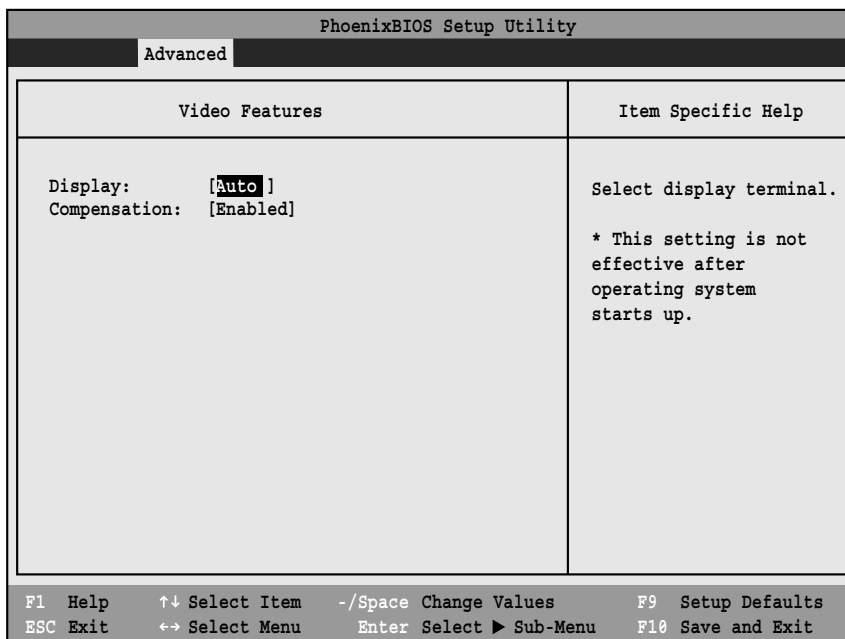 PhoenixBIOS Setup Utility
Advanced
Video Features
Item Specific Help
Display: [Auto ]
Compensation: [Enabled]
Select display terminal.
* This setting is not
effective after
operating system
starts up.
F1 Help ↑↓ Select Item -/Space Change Values F9 Setup Defaults
ESC Exit ←→ Select Menu Enter Select ▶ Sub-Menu F10 Save and Exit